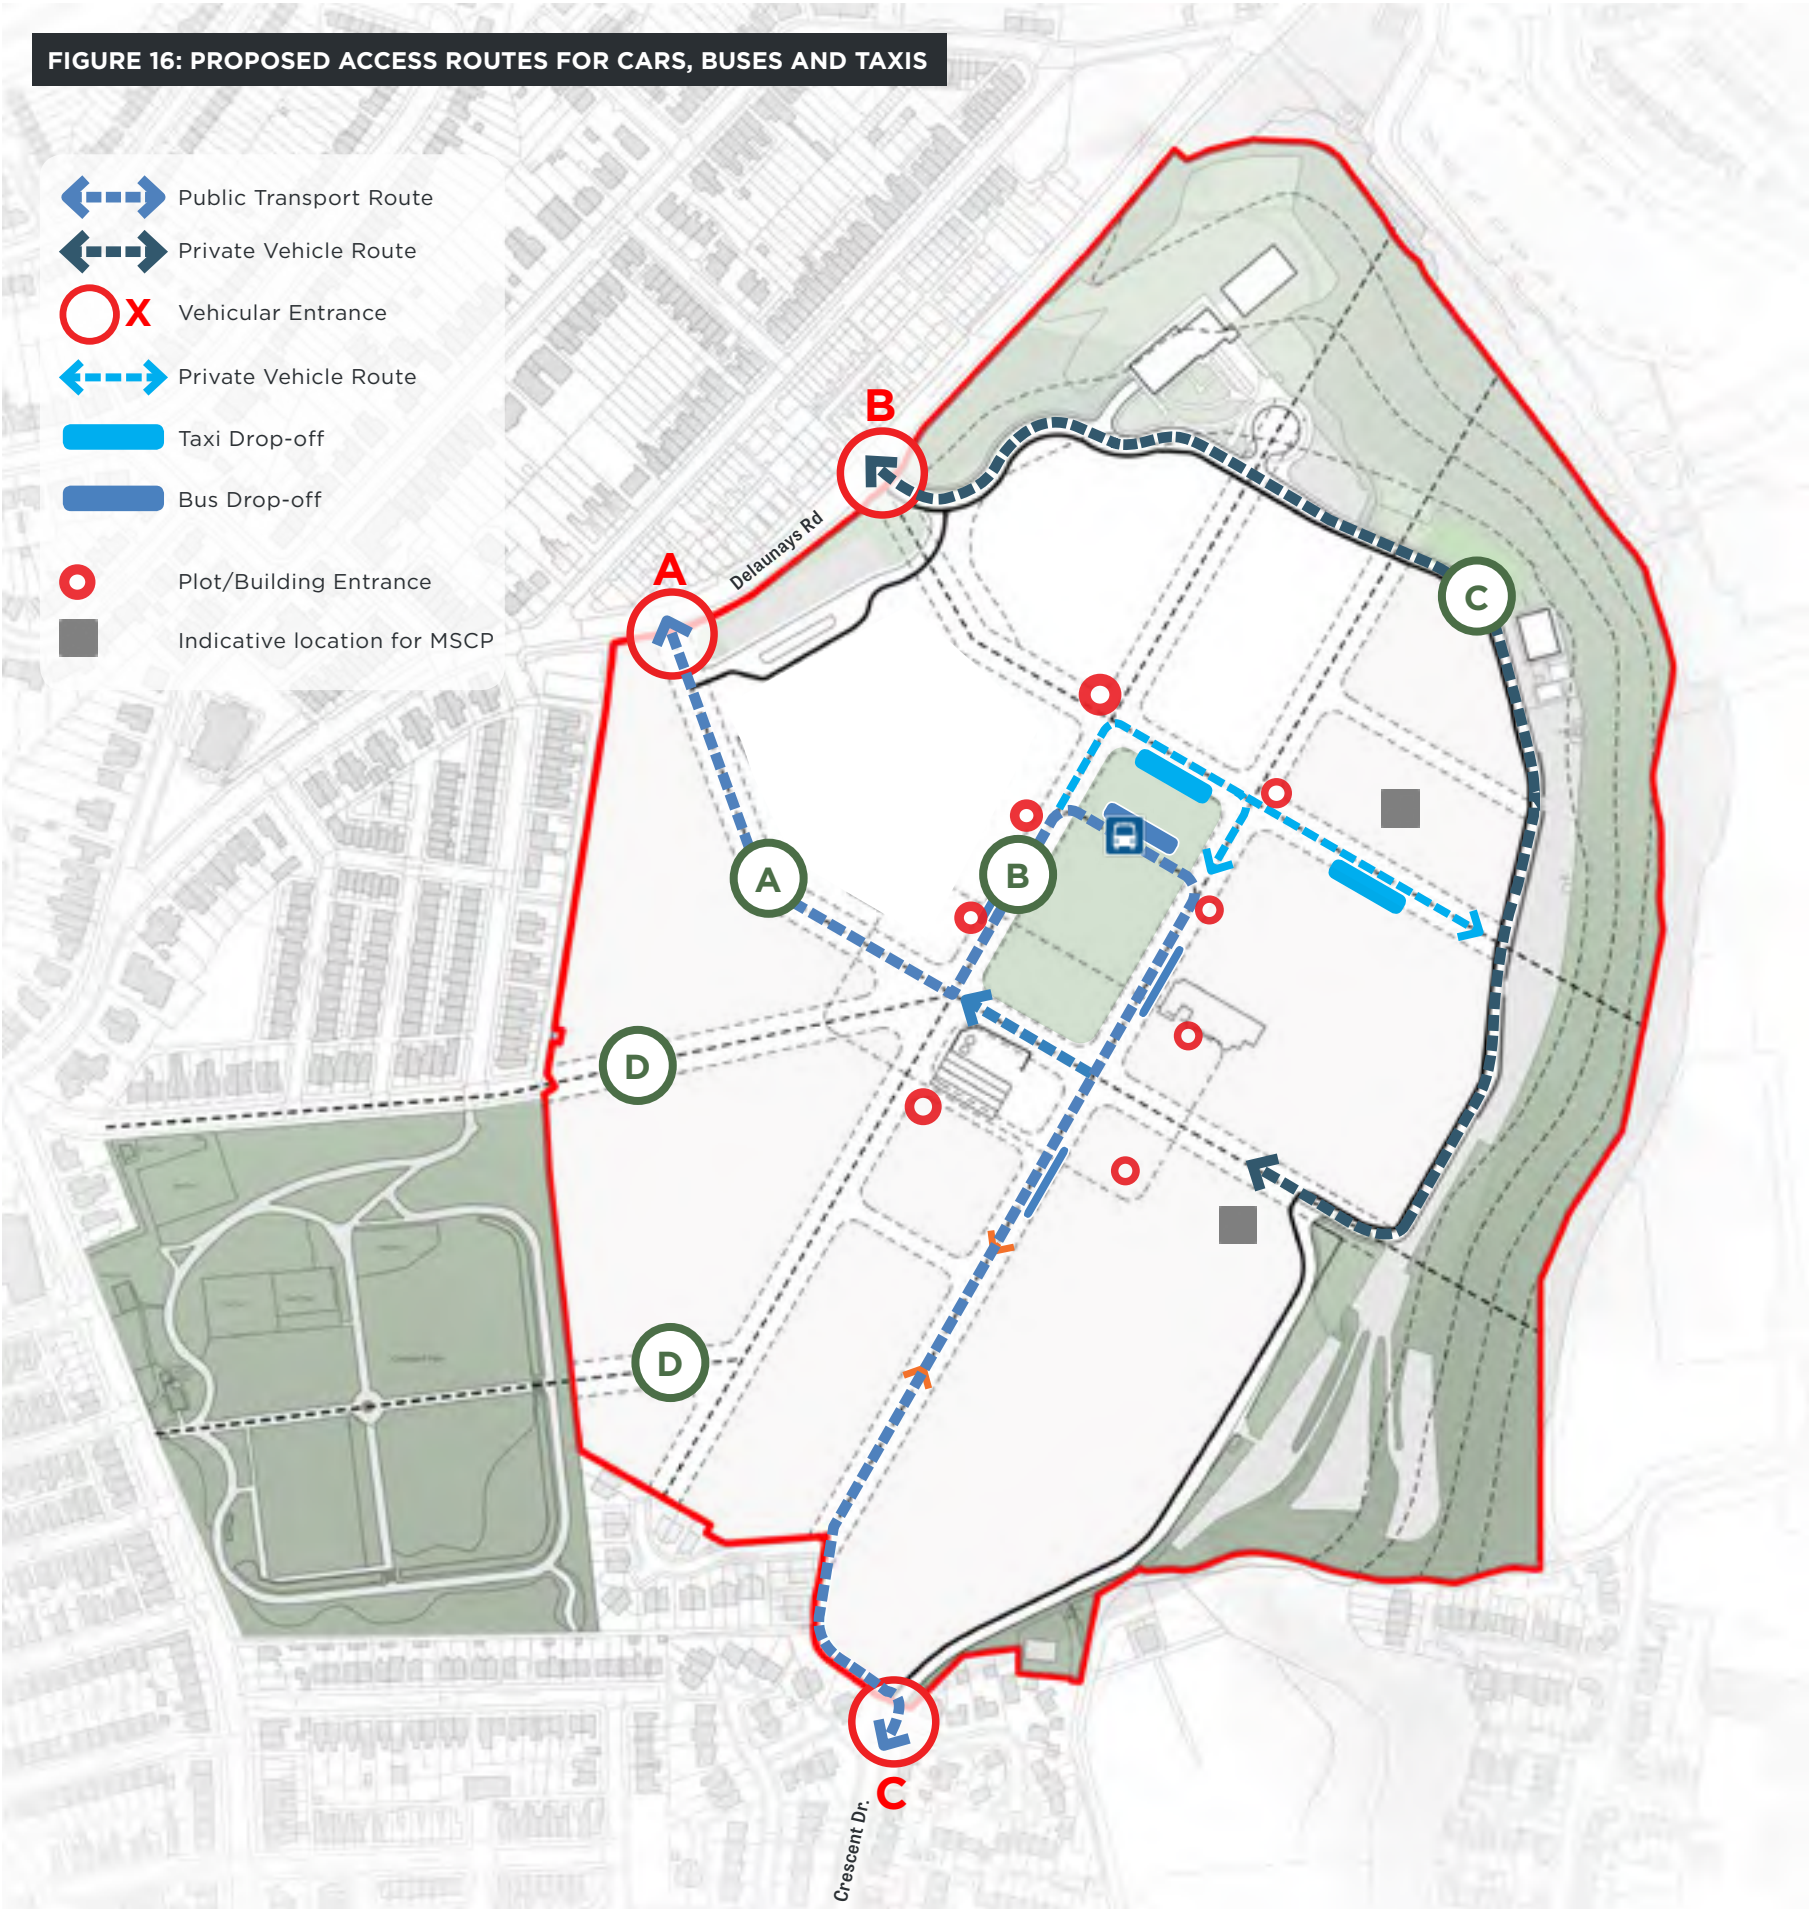 FIGURE 16: PROPOSED ACCESS ROUTES FOR CARS, BUSES AND TAXIS
Public Transport Route
Private Vehicle Route
X Vehicular Entrance
Private Vehicle Route
Taxi Drop-off
Bus Drop-off
Plot/Building Entrance
Indicative location for MSCP
B
Delaunays Rd
A
C
A
B
D
D
C
Crescent Dr.